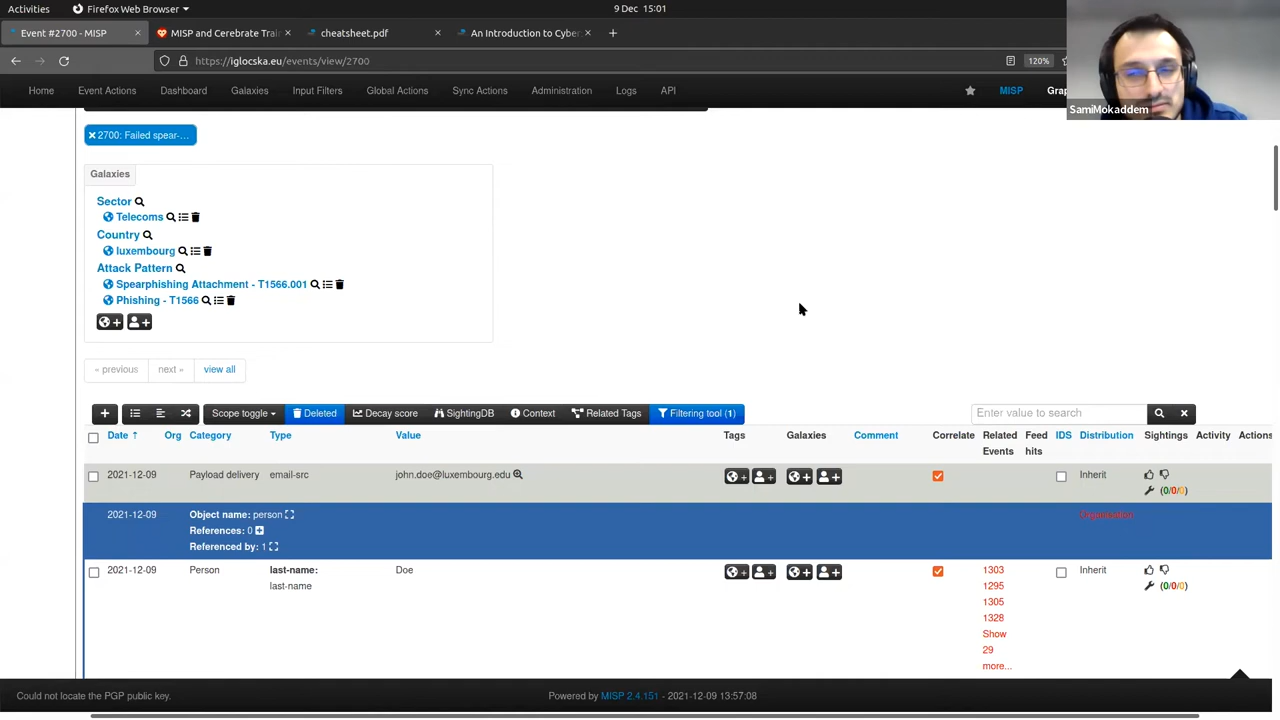 Activities Firefox Web Browser 9 Dec 15:01
Event #2700 - MISP MISP and Cerebrate Trai cheatsheet.pdf An Introduction to Cyber
https://iglocska.eu/events/view/2700 120%
Home Event Actions Dashboard Galaxies Input Filters Global Actions Sync Actions Administration Logs API MISP
SamiMokaddem
2700: Failed spear-...
Galaxies
Sector
Telecoms
Country
luxembourg
Attack Pattern
Spearphishing Attachment - T1566.001
Phishing - T1566
« previous next » view all
Scope toggle Deleted Decay score SightingDB Context Related Tags Filtering tool (1) Enter value to search
Date Org Category Type Value Tags Galaxies Comment Correlate Related Events Feed hits IDS Distribution Sightings Activity Actions
2021-12-09 Payload delivery email-src john.doe@luxembourg.edu Inherit
(0/0/0)
2021-12-09 Object name: person Organisation
References: 0
Referenced by: 1
2021-12-09 Person last-name: Doe 1303 Inherit
last-name 1295 (0/0/0)
1305
1328
Show
29
more...
Could not locate the PGP public key. Powered by MISP 2.4.151 - 2021-12-09 13:57:08